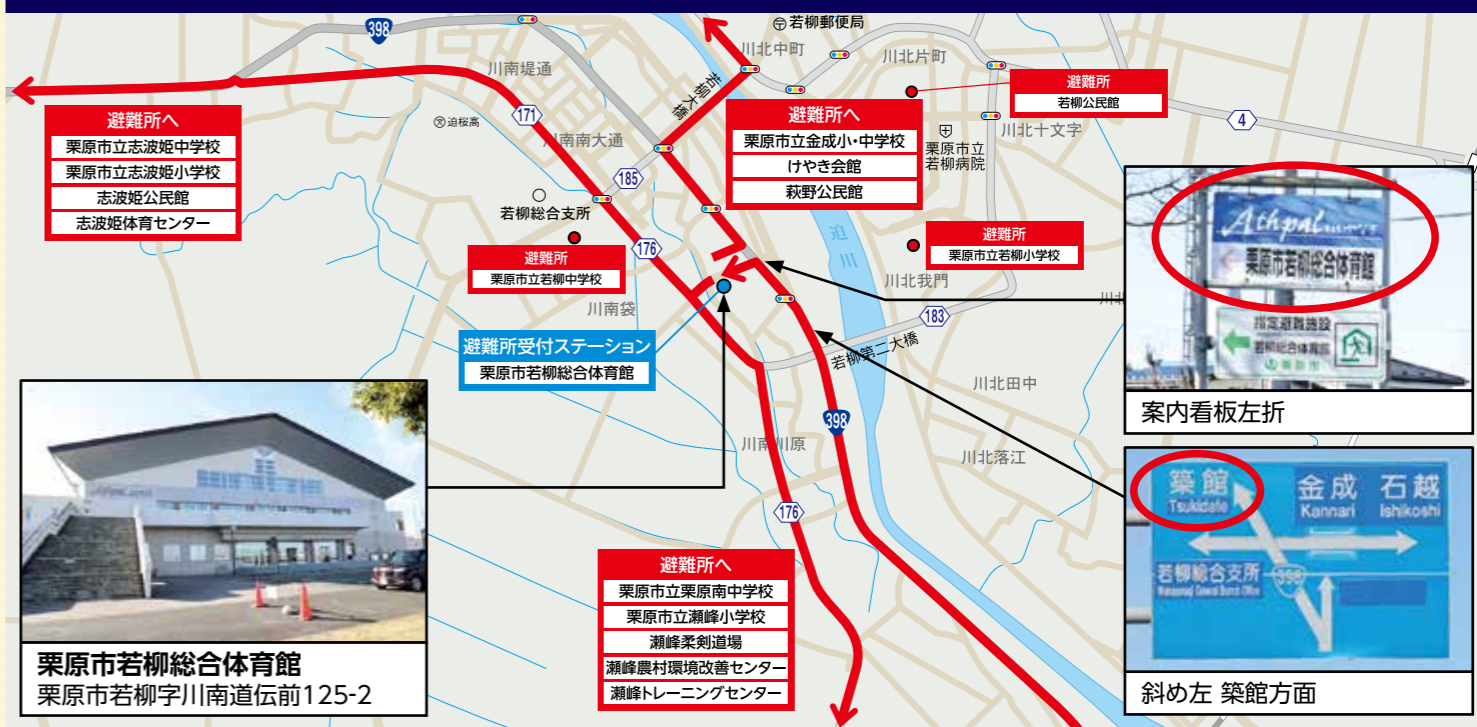 398
若柳郵便局
川北中町
川北片町
川南堤通
若柳大橋
避難所
若柳公民館
171
迫桜高
川南南大通
川北十文字
4
避難所へ
栗原市立志波姫中学校
栗原市立志波姫小学校
志波姫公民館
志波姫体育センター
避難所へ
栗原市立金成小・中学校
けやき会館
萩野公民館
栗原市立
若柳病院
185
若柳総合支所
176
避難所
栗原市立若柳中学校
迫川
避難所
栗原市立若柳小学校
川北我門
Athpal
栗原市若柳総合体育館
指定避難施設
若柳総合体育館
栗原市
案内看板左折
川南袋
183
若柳第二大橋
避難所受付ステーション
栗原市若柳総合体育館
川北田中
398
川南川原
川北落江
176
築館
Tsukidate
金成
Kannari
石越
Ishikoshi
若柳総合支所
398
斜め左 築館方面
避難所へ
栗原市立栗原南中学校
栗原市立瀬峰小学校
瀬峰柔剣道場
瀬峰農村環境改善センター
瀬峰トレーニングセンター
栗原市若柳総合体育館
栗原市若柳字川南道伝前125-2